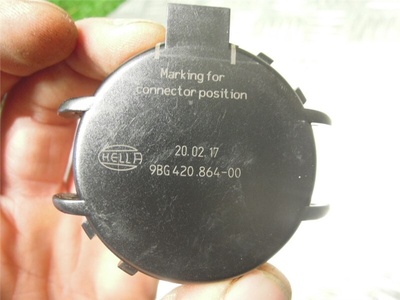 Marking for
connector position
20.02.17
HELLA
9BG 420.864-00